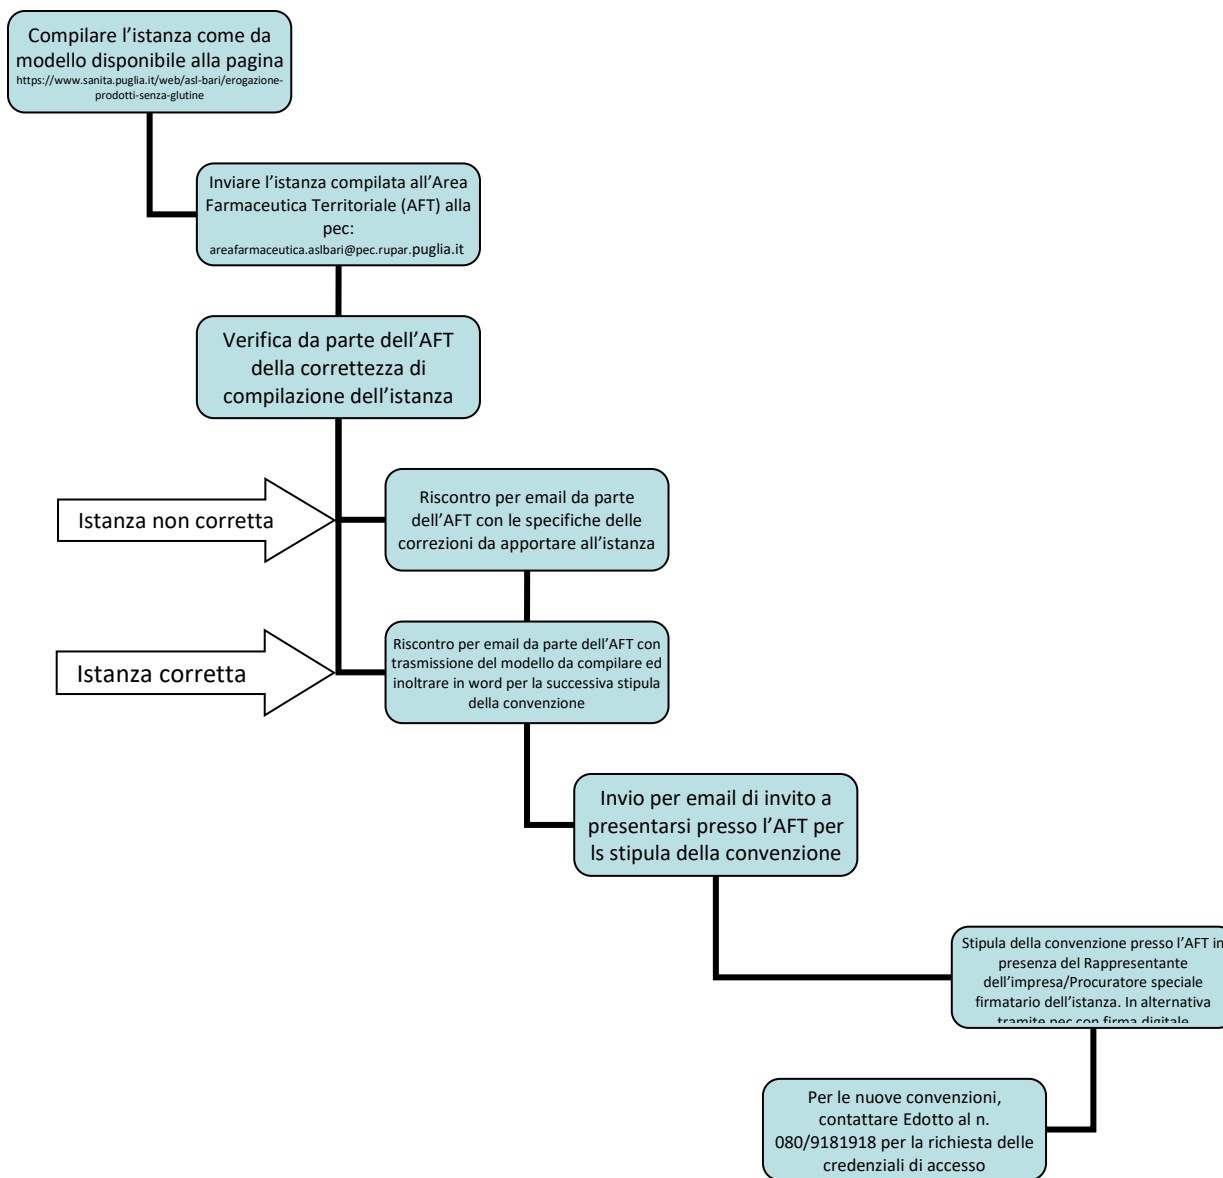 Compilare l’istanza come da
modello disponibile alla pagina
https://www.sanita.puglia.it/web/asl-bari/erogazione-
prodotti-senza-glutine
Inviare l’istanza compilata all’Area
Farmaceutica Territoriale (AFT) alla
pec:
areafarmaceutica.aslbari@pec.rupar.puglia.it
Verifica da parte dell’AFT
della correttezza di
compilazione dell’istanza
Istanza non corretta
Riscontro per email da parte
dell’AFT con le specifiche delle
correzioni da apportare all’istanza
Istanza corretta
Riscontro per email da parte dell’AFT con
trasmissione del modello da compilare ed
inoltrare in word per la successiva stipula
della convenzione
Invio per email di invito a
presentarsi presso l’AFT per
ls stipula della convenzione
Stipula della convenzione presso l’AFT in
presenza del Rappresentante
dell’impresa/Procuratore speciale
firmatario dell’istanza. In alternativa
tramite pec con firma digitale
Per le nuove convenzioni,
contattare Edotto al n.
080/9181918 per la richiesta delle
credenziali di accesso